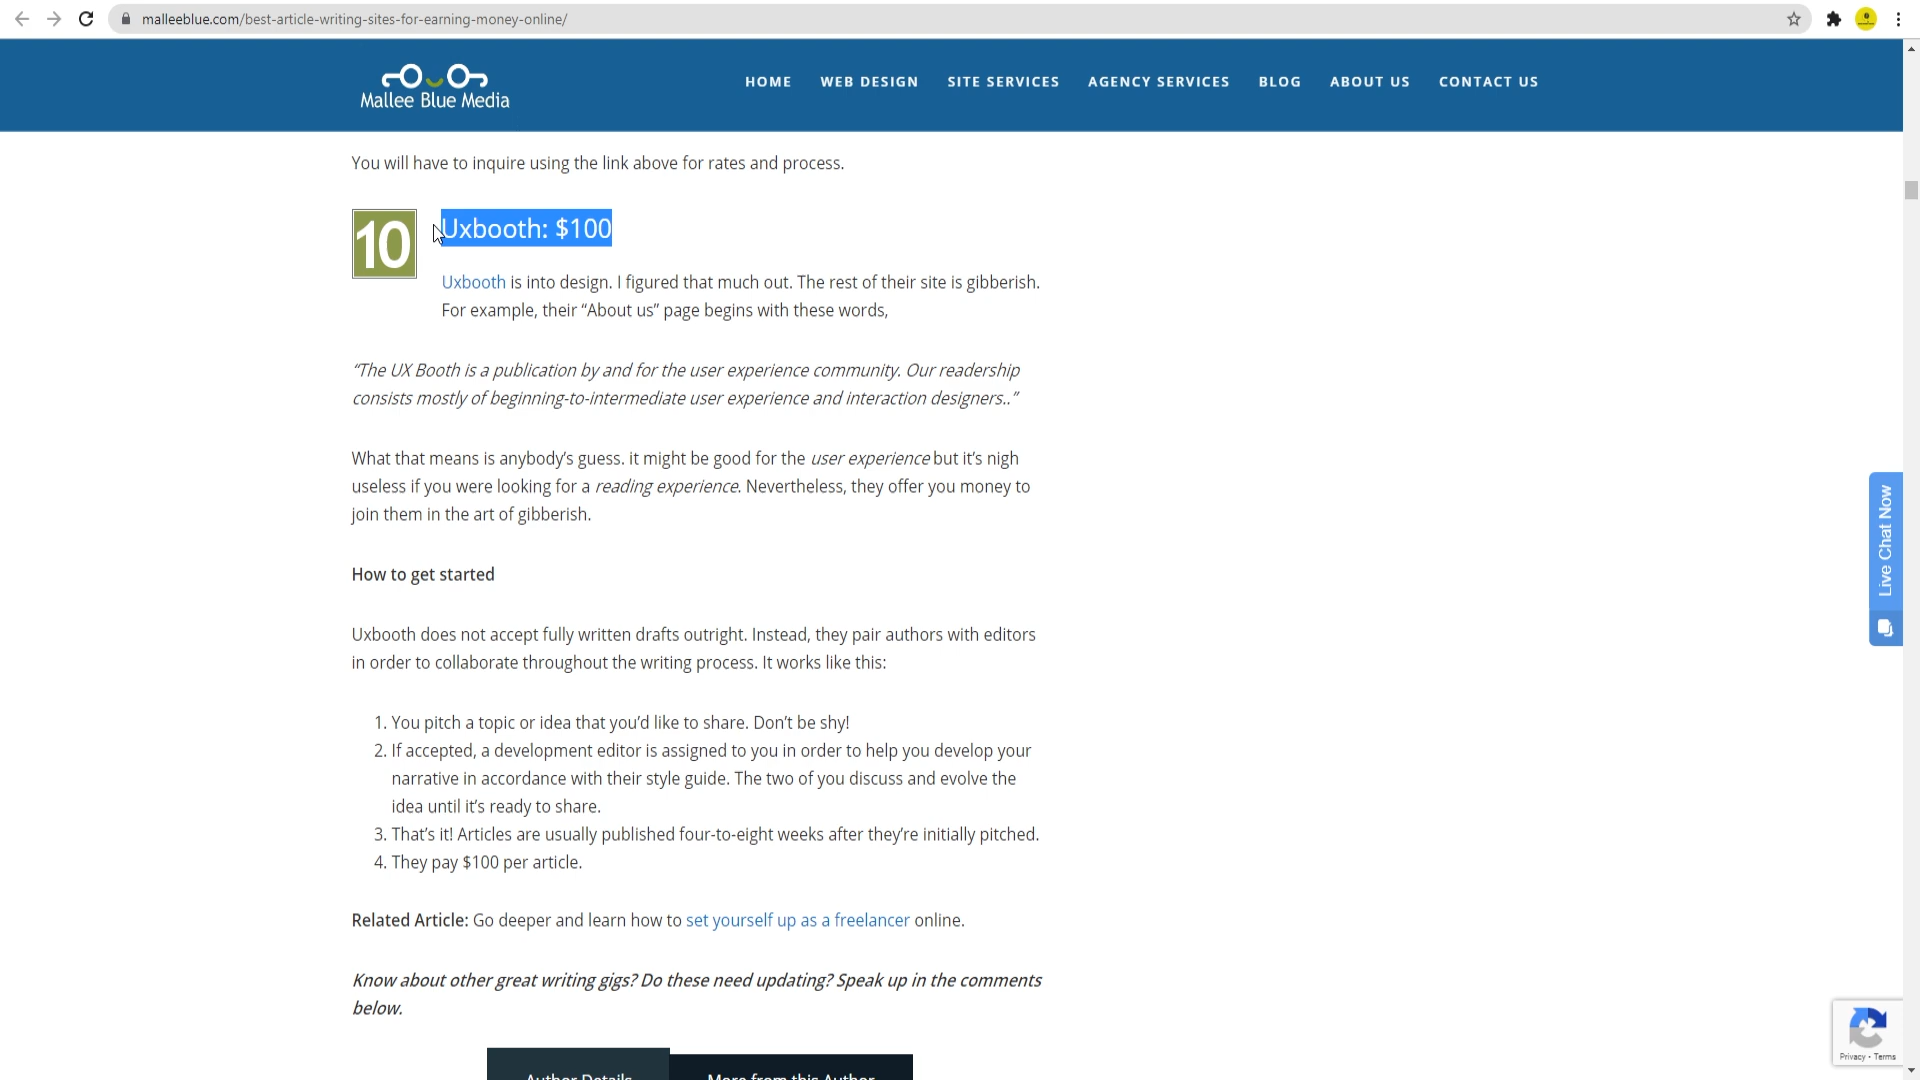 malleeblue.com/best-article-writing-sites-for-earning-money-online/
Mallee Blue Media
HOME WEB DESIGN SITE SERVICES AGENCY SERVICES BLOG ABOUT US CONTACT US
You will have to inquire using the link above for rates and process.
10
Uxbooth: $100
Uxbooth is into design. I figured that much out. The rest of their site is gibberish.
For example, their “About us” page begins with these words,
“The UX Booth is a publication by and for the user experience community. Our readership
consists mostly of beginning-to-intermediate user experience and interaction designers..”
What that means is anybody’s guess. it might be good for the user experience but it’s nigh
useless if you were looking for a reading experience. Nevertheless, they offer you money to
join them in the art of gibberish.
How to get started
Uxbooth does not accept fully written drafts outright. Instead, they pair authors with editors
in order to collaborate throughout the writing process. It works like this:
1. You pitch a topic or idea that you’d like to share. Don’t be shy!
2. If accepted, a development editor is assigned to you in order to help you develop your
narrative in accordance with their style guide. The two of you discuss and evolve the
idea until it’s ready to share.
3. That’s it! Articles are usually published four-to-eight weeks after they’re initially pitched.
4. They pay $100 per article.
Related Article: Go deeper and learn how to set yourself up as a freelancer online.
Know about other great writing gigs? Do these need updating? Speak up in the comments
below.
Author Details More from this Author
Live Chat Now
Privacy - Terms